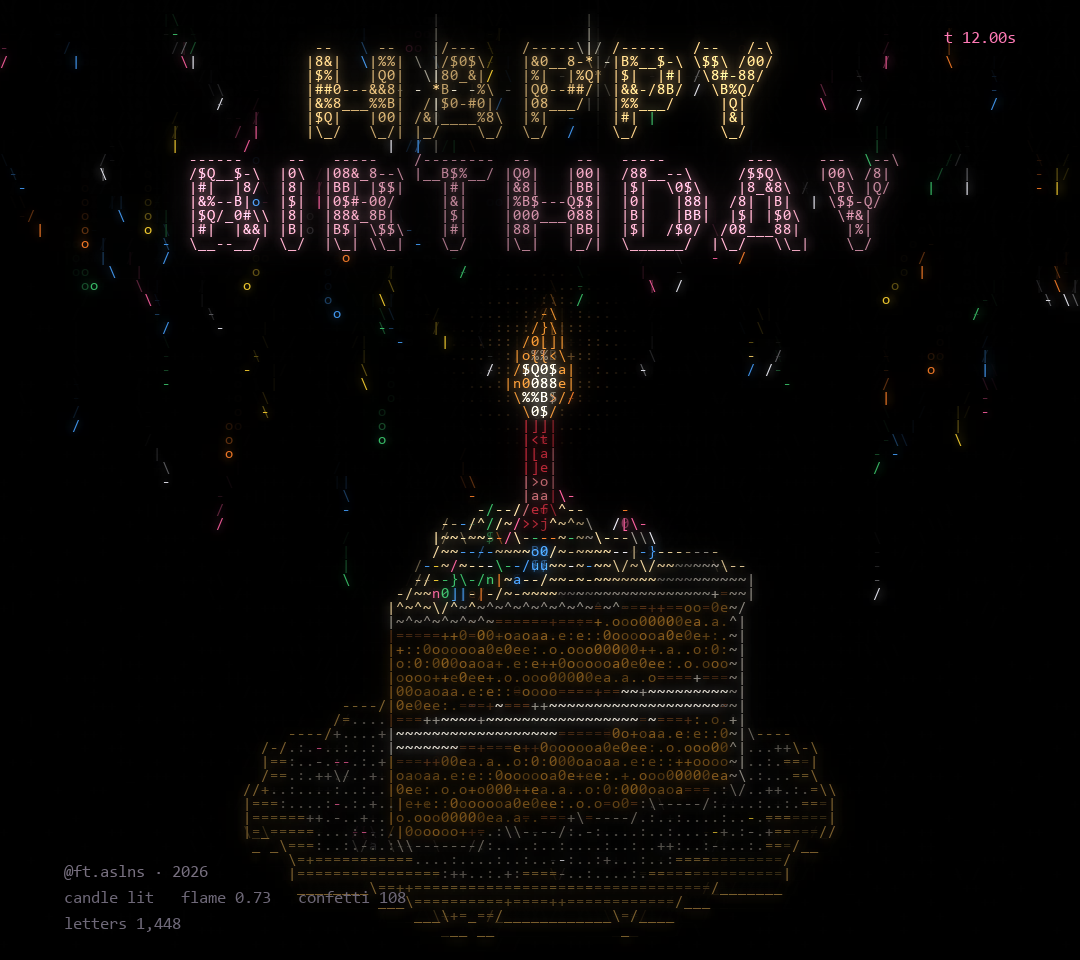 t 12.00s
HAPPY
BIRTHDAY
@ft.aslns · 2026
candle lit flame 0.73 confetti 108
letters 1,448